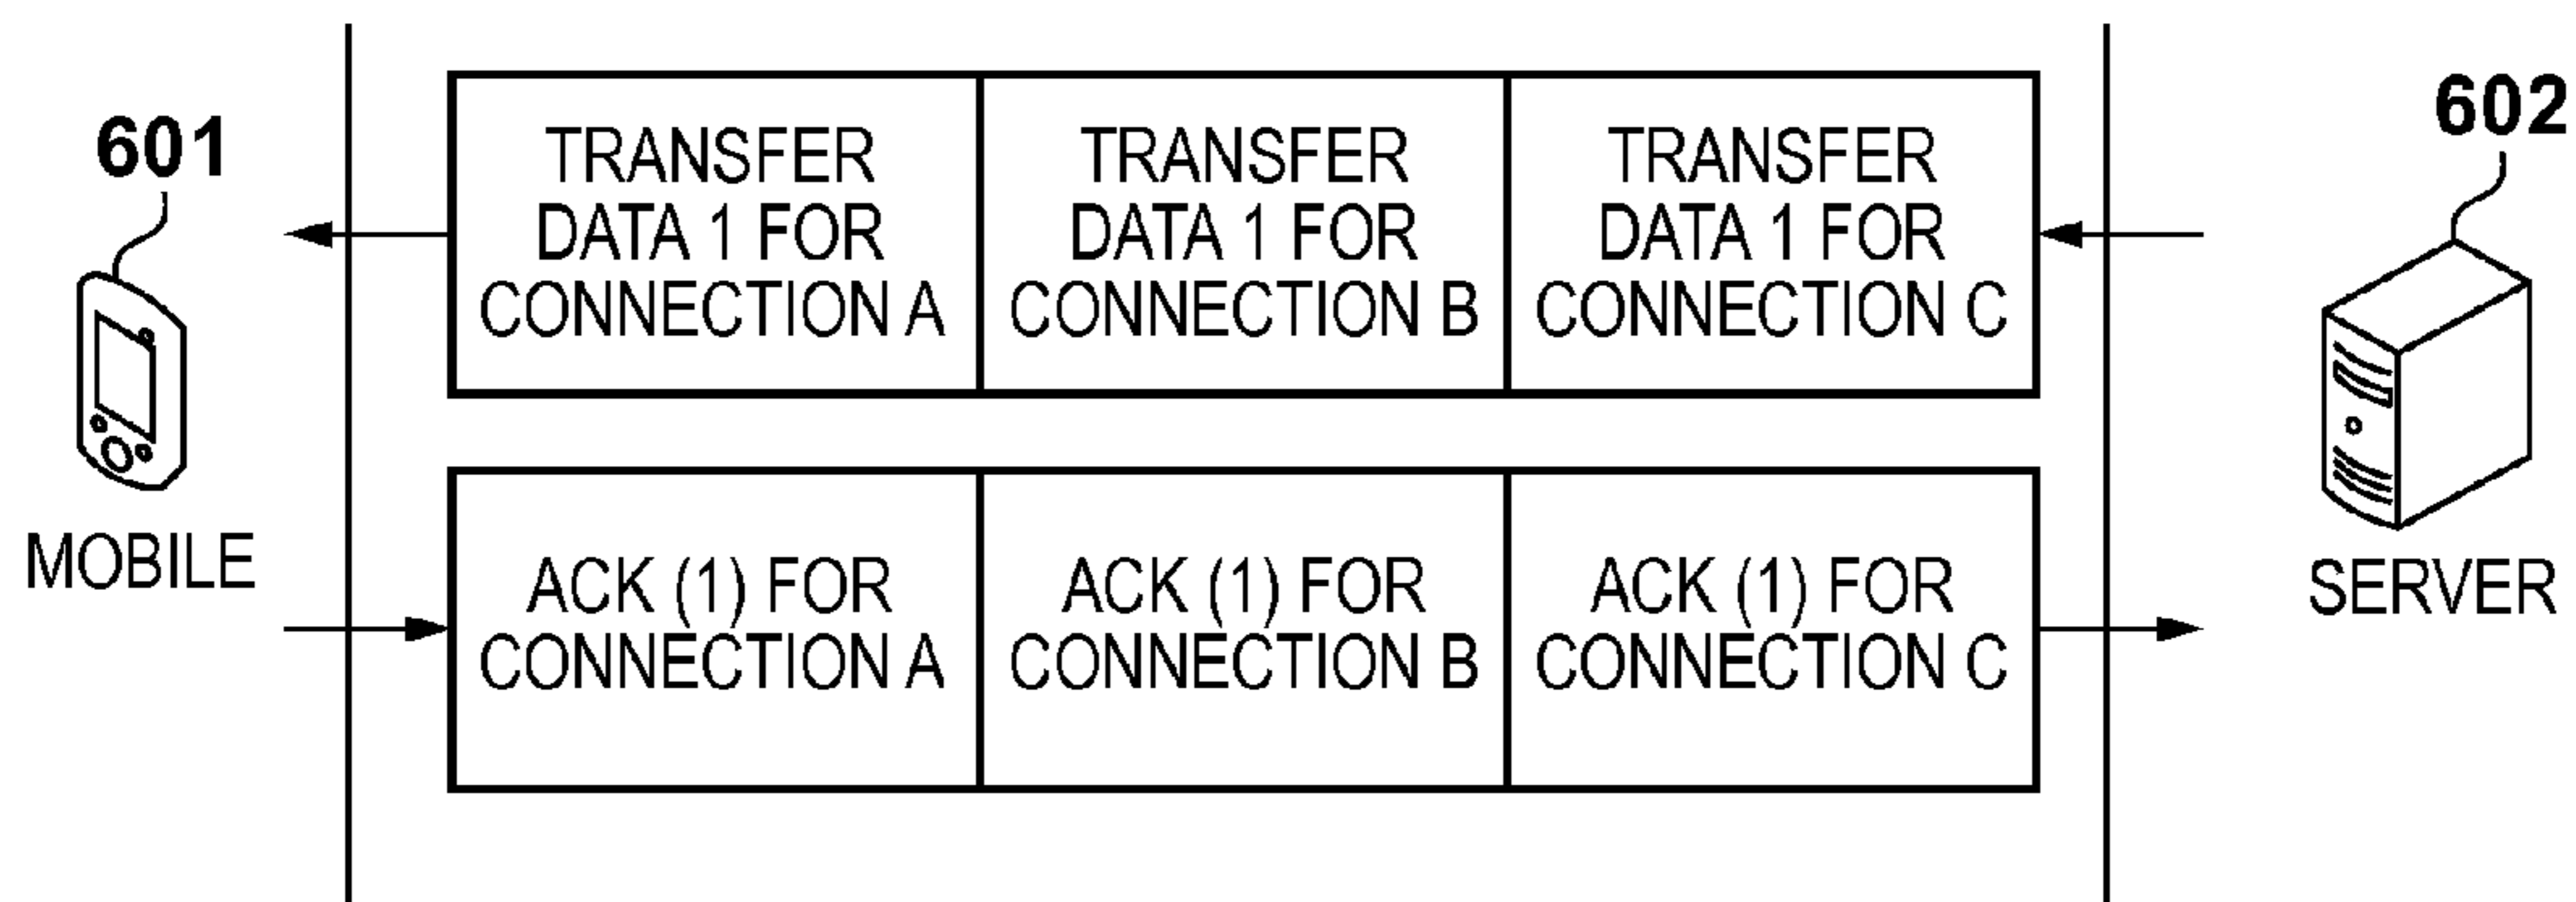 601
602
TRANSFER
DATA 1 FOR
CONNECTION A
TRANSFER
DATA 1 FOR
CONNECTION B
TRANSFER
DATA 1 FOR
CONNECTION C
MOBILE
SERVER
ACK (1) FOR
CONNECTION A
ACK (1) FOR
CONNECTION B
ACK (1) FOR
CONNECTION C